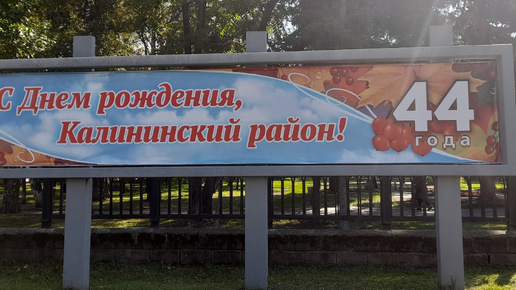 С Днем рождения,
Калининский район!
44
года